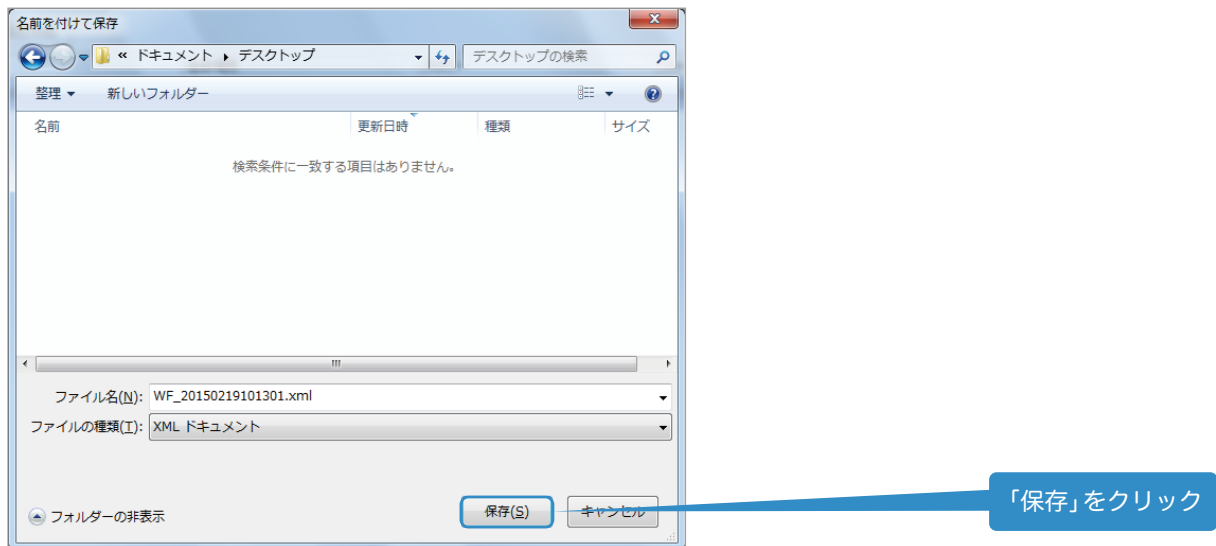 名前を付けて保存
« ドキュメント ▸ デスクトップ デスクトップの検索
整理 ▼ 新しいフォルダー
名前 更新日時 種類 サイズ
検索条件に一致する項目はありません。
ファイル名(N): WF_20150219101301.xml
ファイルの種類(T): XML ドキュメント
フォルダーの非表示 保存(S) キャンセル
「保存」をクリック